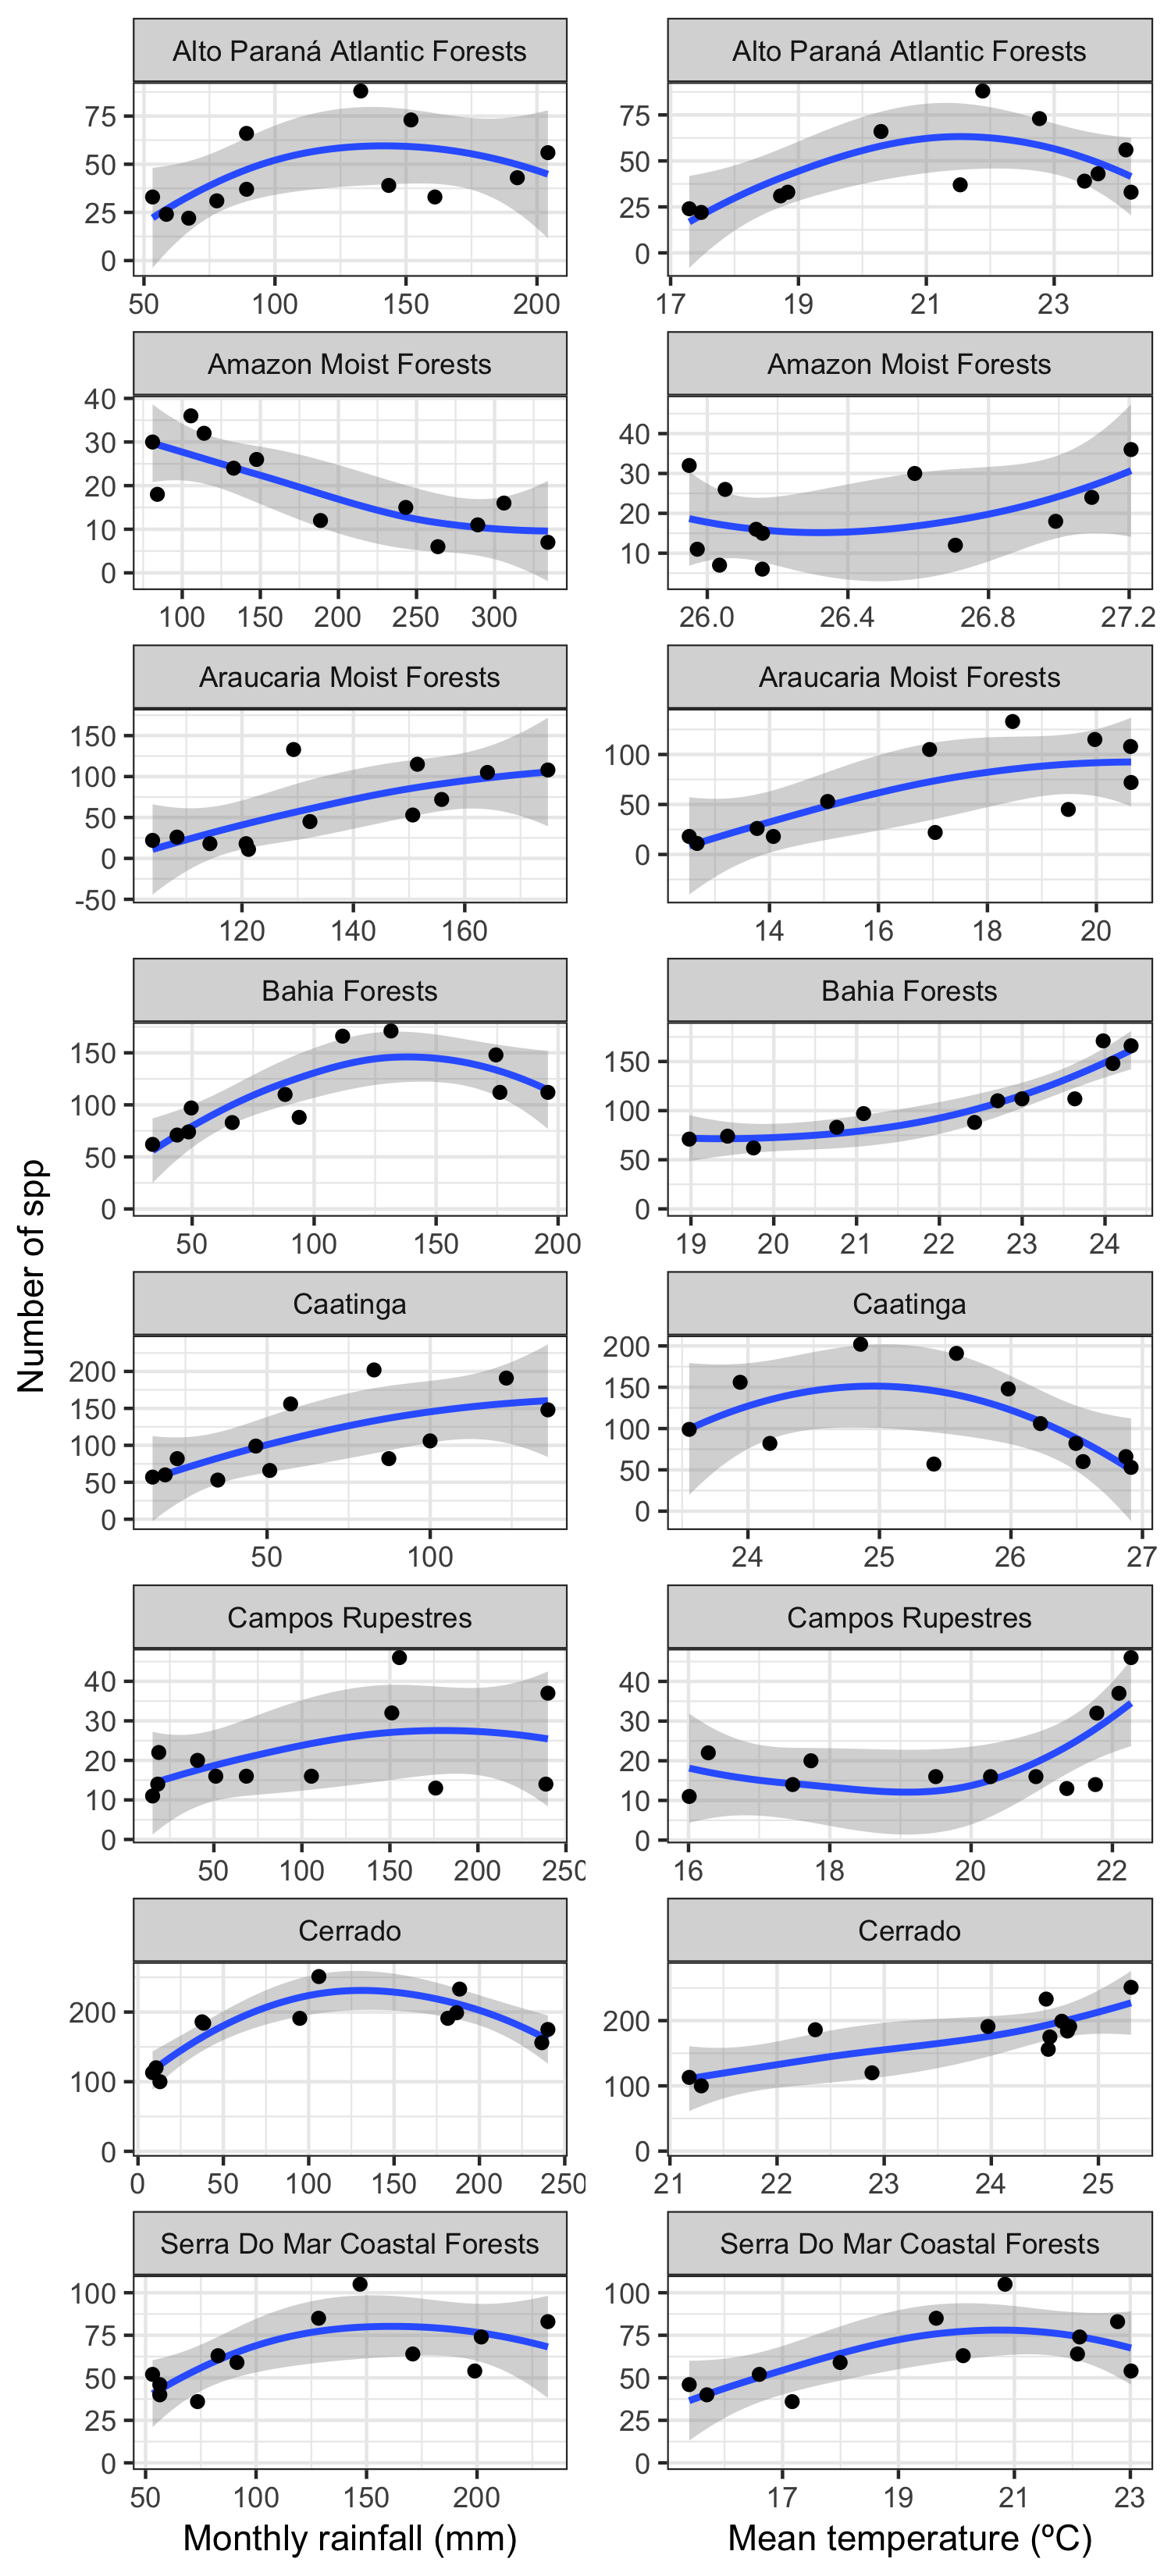 Number of spp
Alto Paraná Atlantic Forests
75
50
25
0
50 100 150 200
Alto Paraná Atlantic Forests
75
50
25
0
17 19 21 23
Amazon Moist Forests
40
30
20
10
0
100 150 200 250 300
Amazon Moist Forests
40
30
20
10
26.0 26.4 26.8 27.2
Araucaria Moist Forests
150
100
50
0
-50
120 140 160
Araucaria Moist Forests
100
50
0
14 16 18 20
Bahia Forests
150
100
50
0
50 100 150 200
Bahia Forests
150
100
50
0
19 20 21 22 23 24
Caatinga
200
150
100
50
0
50 100
Caatinga
200
150
100
50
0
24 25 26 27
Campos Rupestres
40
30
20
10
0
50 100 150 200 250
Campos Rupestres
40
30
20
10
0
16 18 20 22
Cerrado
200
100
0
0 50 100 150 200 250
Cerrado
200
100
0
21 22 23 24 25
Serra Do Mar Coastal Forests
100
75
50
25
0
50 100 150 200
Monthly rainfall (mm)
Serra Do Mar Coastal Forests
100
75
50
25
0
17 19 21 23
Mean temperature (ºC)